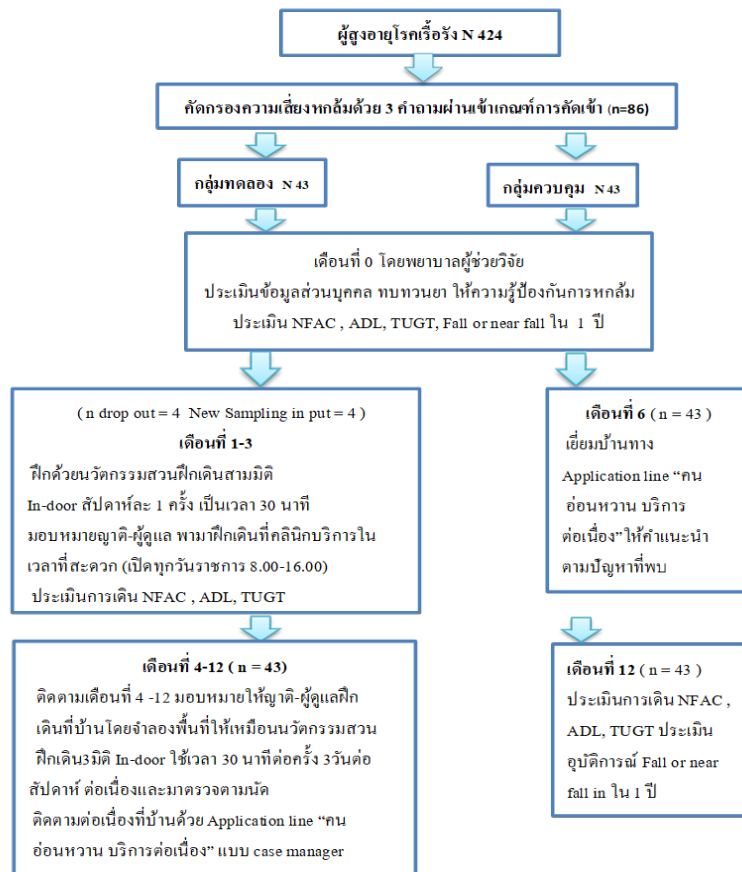 ผู้สูงอายุโรคเรื้อรัง N 424
คัดกรองความเสี่ยงหกล้มด้วย 3 คำถามผ่านเข้าเกณฑ์การคัดเข้า (n=86)
กลุ่มทดลอง N 43
กลุ่มควบคุม N 43
เดือนที่ 0 โดยพยาบาลผู้ช่วยวิจัย
ประเมินข้อมูลส่วนบุคคล ทบทวนยา ให้ความรู้ป้องกันการหกล้ม
ประเมิน NFAC , ADL, TUGT, Fall or near fall ใน 1 ปี
( n drop out = 4 New Sampling in put = 4 )
เดือนที่ 1-3
ฝึกด้วยนวัตกรรมสวนฝึกเดินสามมิติ
In-door สัปดาห์ละ 1 ครั้ง เป็นเวลา 30 นาที
มอบหมายญาติ-ผู้ดูแล พามาฝึกเดินที่คลินิกบริการใน
เวลาที่สะดวก (เปิดทุกวันราชการ 8.00-16.00)
ประเมินการเดิน NFAC , ADL, TUGT
เดือนที่ 4-12 ( n = 43)
ติดตามเดือนที่ 4 -12 มอบหมายให้ญาติ-ผู้ดูแลฝึก
เดินที่บ้านโดยจำลองพื้นที่ให้เหมือนนวัตกรรมสวน
ฝึกเดิน3มิติ In-door ใช้เวลา 30 นาทีต่อครั้ง 3วันต่อ
สัปดาห์ ต่อเนื่องและมาตรวจตามนัด
ติดตามต่อเนื่องที่บ้านด้วย Application line “คน
อ่อนหวาน บริการต่อเนื่อง” แบบ case manager
เดือนที่ 6 ( n = 43 )
เยี่ยมบ้านทาง
Application line “คน
อ่อนหวาน บริการ
ต่อเนื่อง” ให้คำแนะนำ
ตามปัญหาที่พบ
เดือนที่ 12 ( n = 43 )
ประเมินการเดิน NFAC ,
ADL, TUGT ประเมิน
อุบัติการณ์ Fall or near
fall in ใน 1 ปี